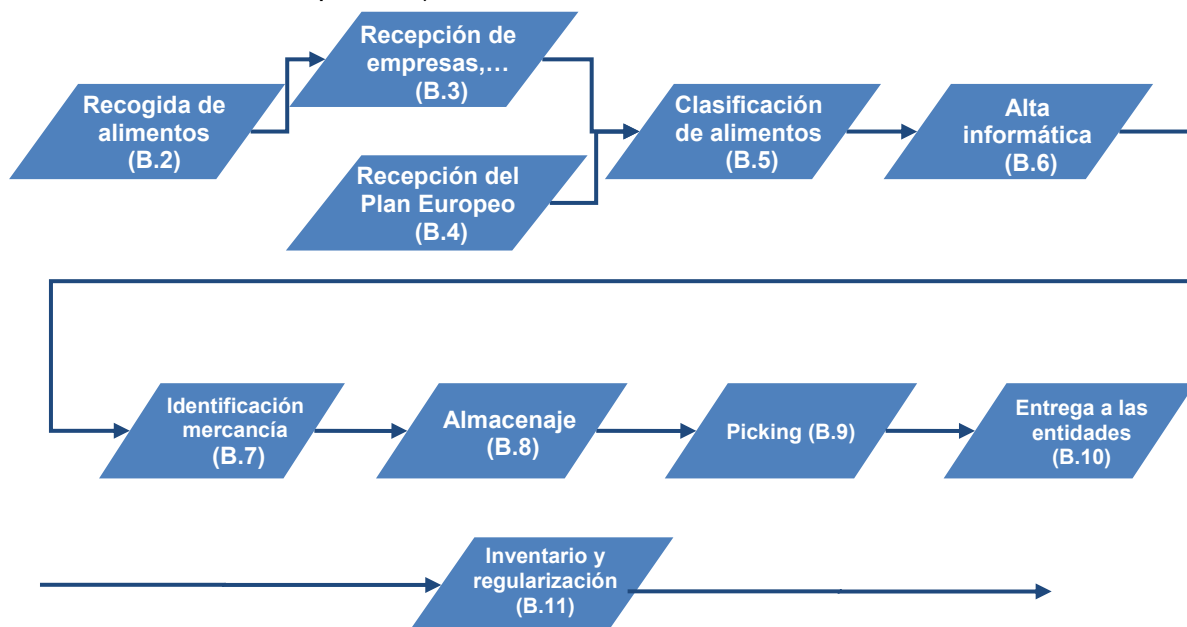 Recogida de
alimentos
(B.2)
Recepción de
empresas,…
(B.3)
Recepción del
Plan Europeo
(B.4)
Clasificación
de alimentos
(B.5)
Alta
informática
(B.6)
Identificación
mercancía
(B.7)
Almacenaje
(B.8)
Picking (B.9)
Entrega a las
entidades
(B.10)
Inventario y
regularización
(B.11)